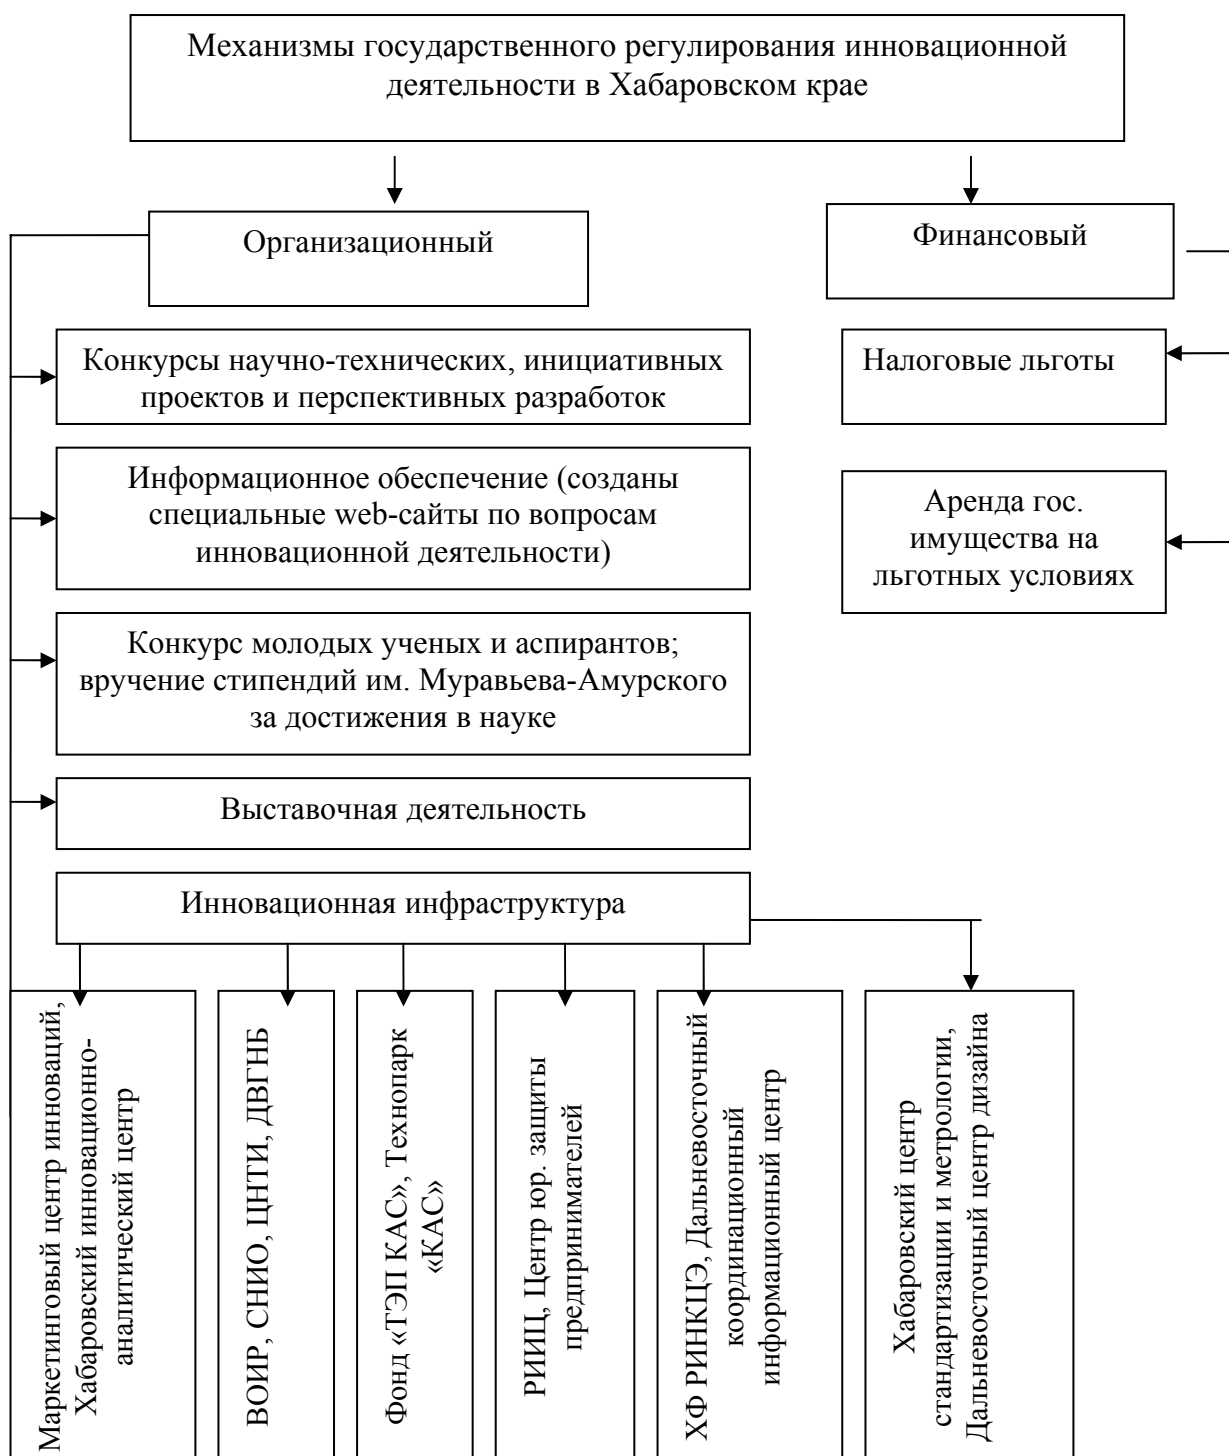 Механизмы государственного регулирования инновационной
деятельности в Хабаровском крае
Организационный
Финансовый
Конкурсы научно-технических, инициативных
проектов и перспективных разработок
Налоговые льготы
Информационное обеспечение (созданы
специальные web-сайты по вопросам
инновационной деятельности)
Аренда гос.
имущества на
льготных условиях
Конкурс молодых ученых и аспирантов;
вручение стипендий им. Муравьева-Амурского
за достижения в науке
Выставочная деятельность
Инновационная инфраструктура
Маркетинговый центр инноваций,
Хабаровский инновационно-
аналитический центр
ВОИР, СНИО, ЦНТИ, ДВГНБ
Фонд «ТЭП КАС», Технопарк
«КАС»
РИИЦ, Центр юр. защиты
предпринимателей
ХФ РИНКЦЭ, Дальневосточный
координационный
информационный центр
Хабаровский центр
стандартизации и метрологии,
Дальневосточный центр дизайна